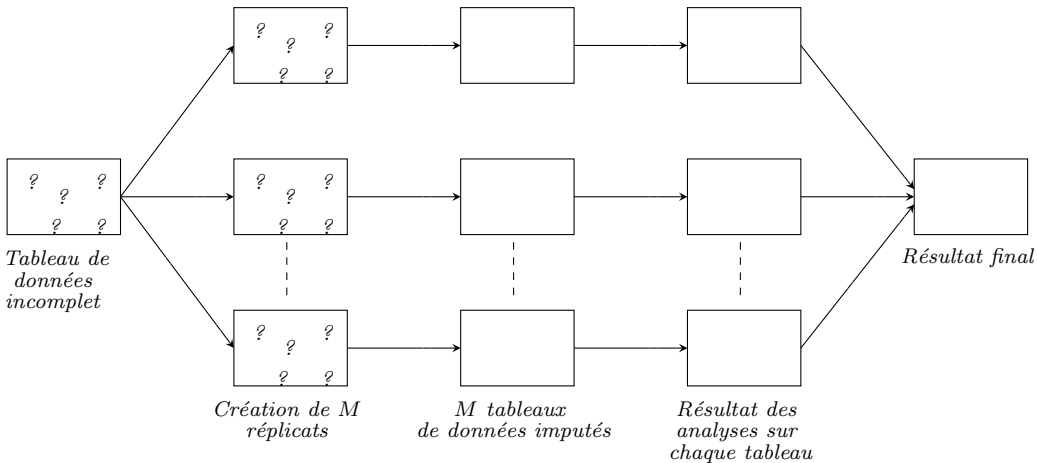 ? ?
?
? ?
? ?
?
? ?
? ?
?
? ?
Tableau de
données
incomplet
Résultat final
? ?
?
? ?
Création de M
réplicats
M tableaux
de données imputés
Résultat des
analyses sur
chaque tableau